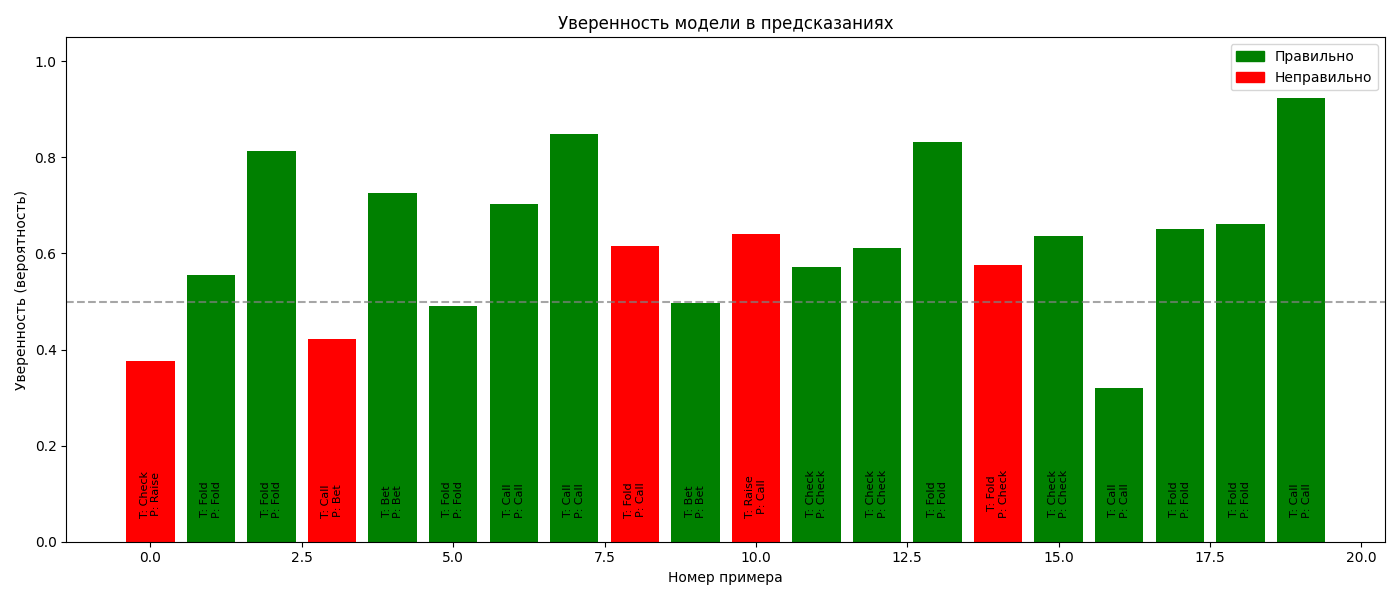 Уверенность модели в предсказаниях
Правильно
Неправильно
Уверенность (вероятность)
1.0
0.8
0.6
0.4
0.2
0.0
T: Check
P: Raise
T: Fold
P: Fold
T: Fold
P: Fold
T: Call
P: Bet
T: Bet
P: Bet
T: Fold
P: Fold
T: Call
P: Call
T: Call
P: Call
T: Fold
P: Call
T: Bet
P: Bet
T: Raise
P: Call
T: Check
P: Check
T: Check
P: Check
T: Fold
P: Fold
T: Fold
P: Check
T: Check
P: Check
T: Call
P: Call
T: Fold
P: Fold
T: Fold
P: Fold
T: Call
P: Call
0.0 2.5 5.0 7.5 10.0 12.5 15.0 17.5 20.0
Номер примера